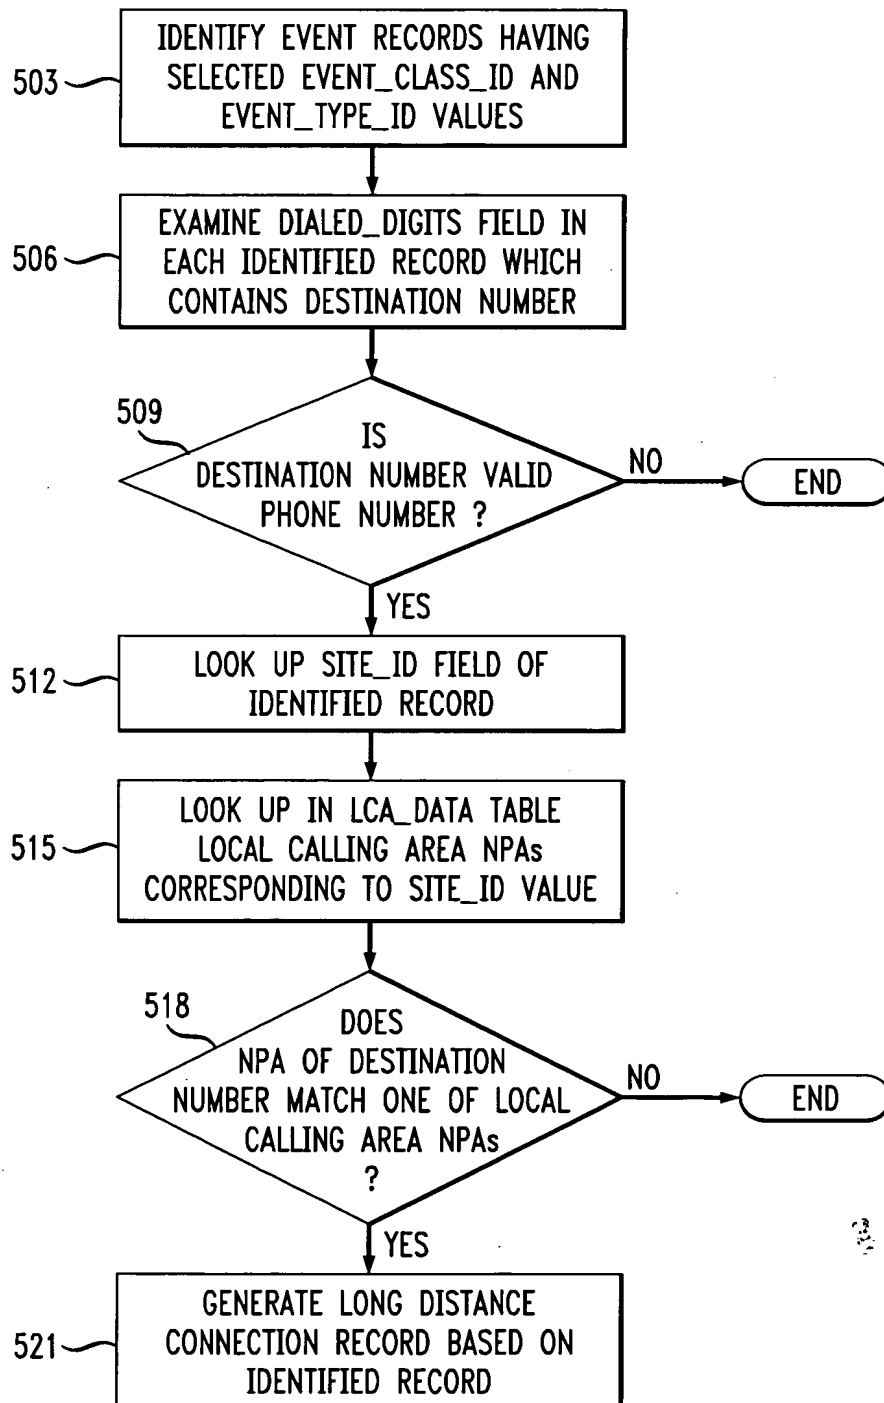 IDENTIFY EVENT RECORDS HAVING
SELECTED EVENT_CLASS_ID AND
EVENT_TYPE_ID VALUES
503
EXAMINE DIALED_DIGITS FIELD IN
EACH IDENTIFIED RECORD WHICH
CONTAINS DESTINATION NUMBER
506
509
IS
DESTINATION NUMBER VALID
PHONE NUMBER ?
NO
END
YES
LOOK UP SITE_ID FIELD OF
IDENTIFIED RECORD
512
LOOK UP IN LCA_DATA TABLE
LOCAL CALLING AREA NPAs
CORRESPONDING TO SITE_ID VALUE
515
518
DOES
NPA OF DESTINATION
NUMBER MATCH ONE OF LOCAL
CALLING AREA NPAs
?
NO
END
YES
GENERATE LONG DISTANCE
CONNECTION RECORD BASED ON
IDENTIFIED RECORD
521